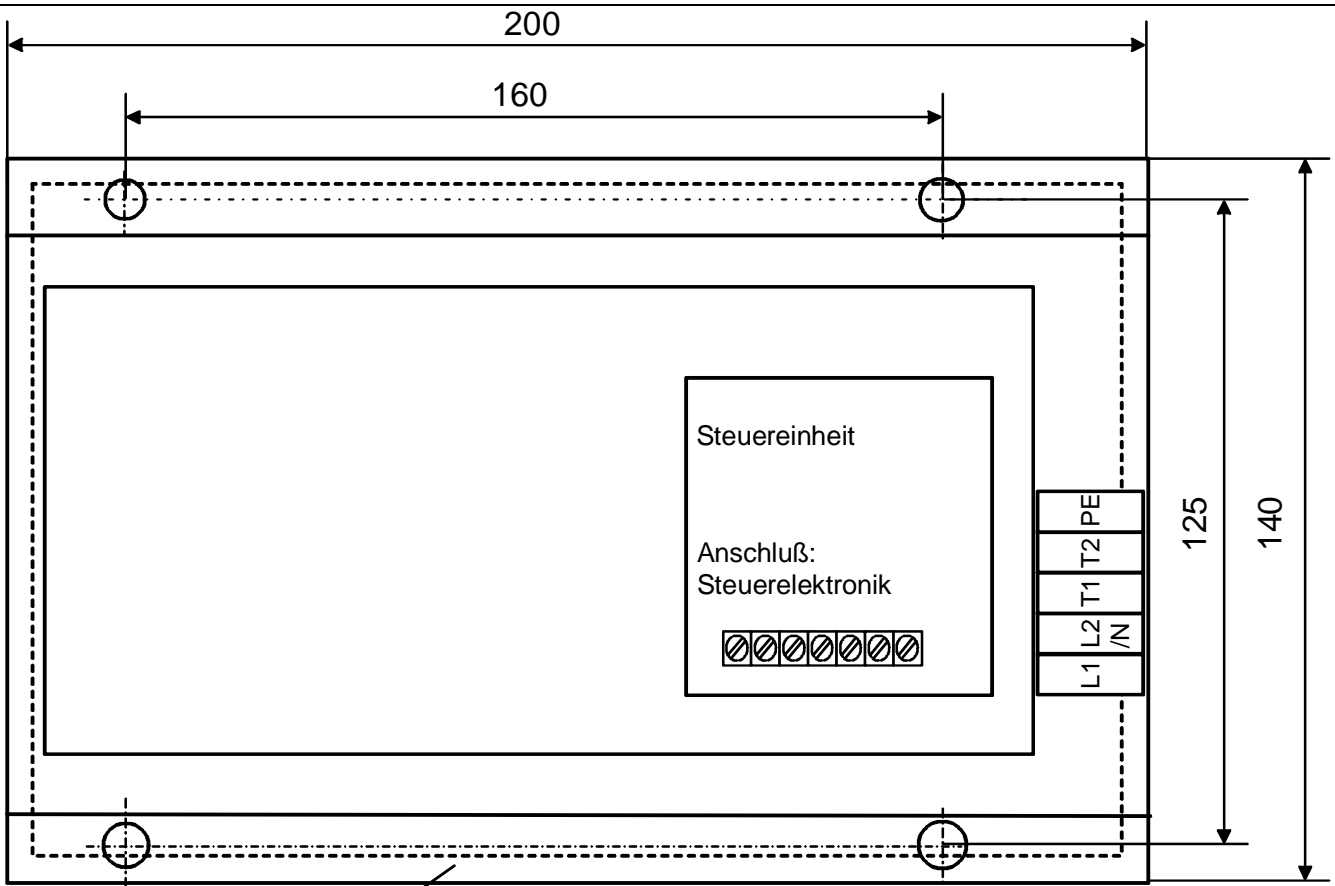 200
160
Steuereinheit
Anschluß:
Steuerelektronik
PE
T2
T1
L2
/N
L1
125
140